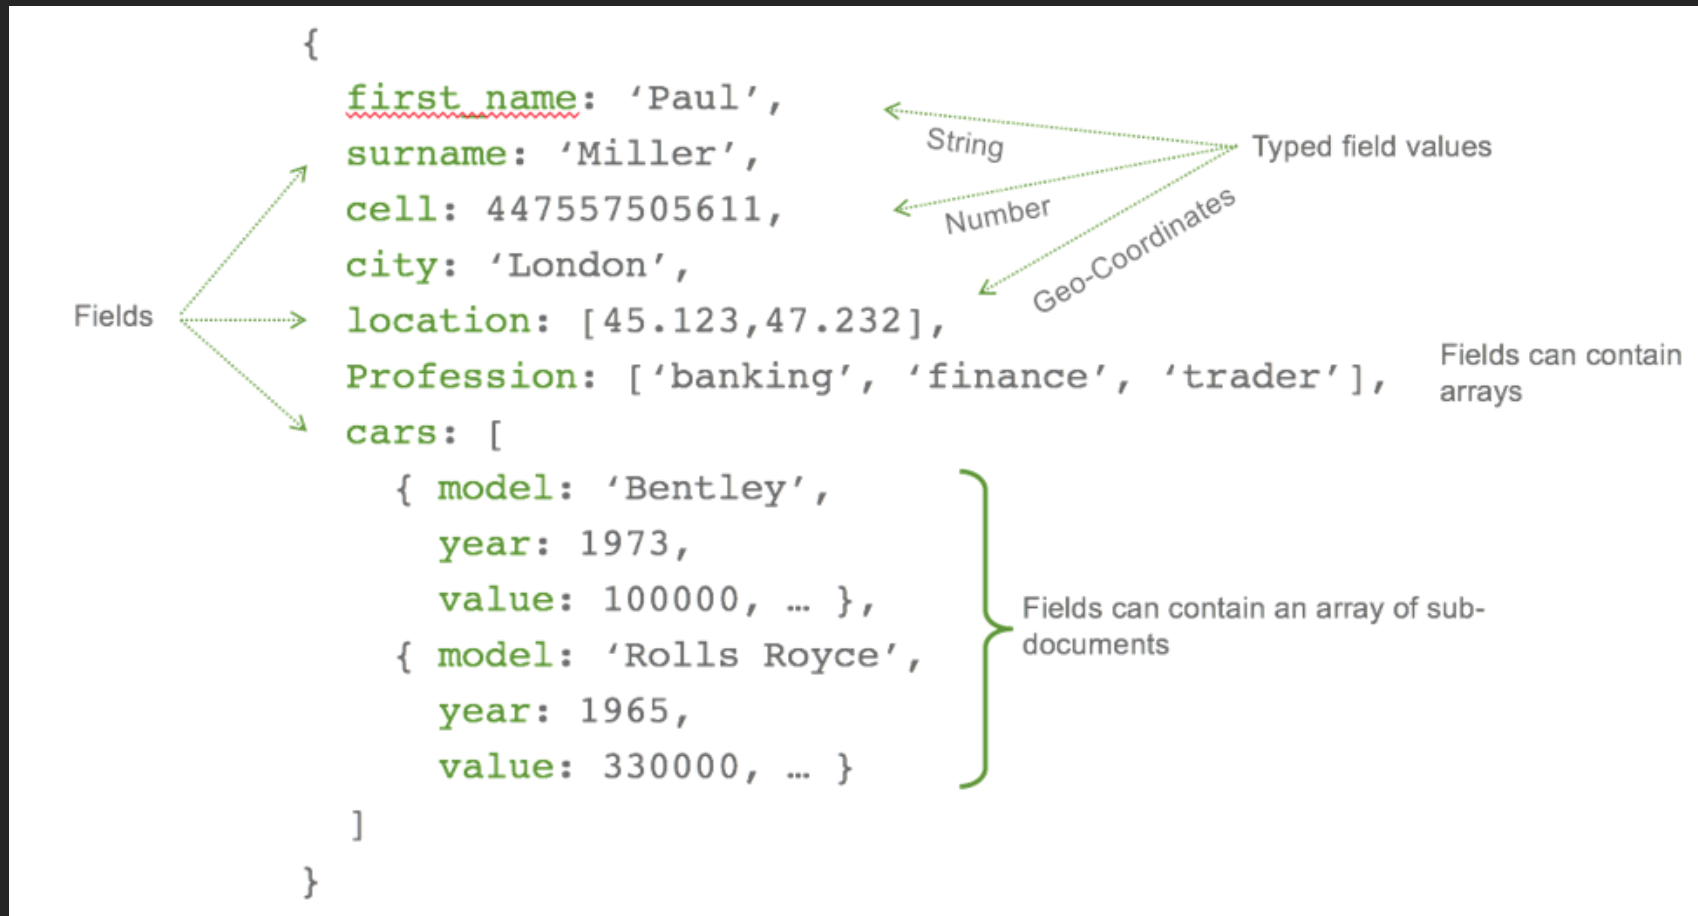 {
first_name: ‘Paul’,
surname: ‘Miller’,
cell: 447557505611,
city: ‘London’,
location: [45.123,47.232],
Profession: [‘banking’, ‘finance’, ‘trader’],
cars: [
{ model: ‘Bentley’,
year: 1973,
value: 100000, … },
{ model: ‘Rolls Royce’,
year: 1965,
value: 330000, … }
]
}
Fields
String
Number
Geo-Coordinates
Typed field values
Fields can contain
arrays
Fields can contain an array of sub-
documents